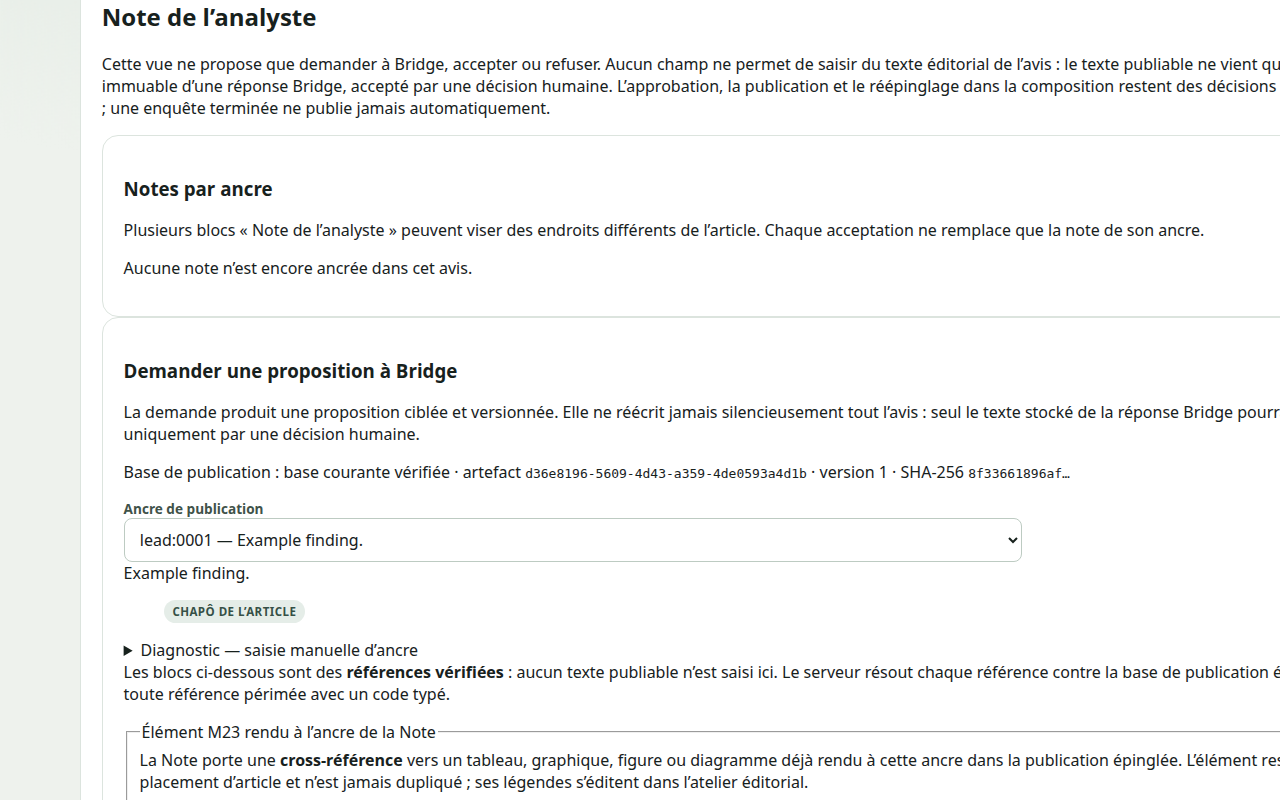 Note de l’analyste
Cette vue ne propose que demander à Bridge, accepter ou refuser. Aucun champ ne permet de saisir du texte éditorial de l’avis : le texte publiable ne vient qu
immuable d’une réponse Bridge, accepté par une décision humaine. L’approbation, la publication et le réépinglage dans la composition restent des décisions
; une enquête terminée ne publie jamais automatiquement.
Notes par ancre
Plusieurs blocs « Note de l’analyste » peuvent viser des endroits différents de l’article. Chaque acceptation ne remplace que la note de son ancre.
Aucune note n’est encore ancrée dans cet avis.
Demander une proposition à Bridge
La demande produit une proposition ciblée et versionnée. Elle ne réécrit jamais silencieusement tout l’avis : seul le texte stocké de la réponse Bridge pourr
uniquement par une décision humaine.
Base de publication : base courante vérifiée · artefact d36e8196-5609-4d43-a359-4de0593a4d1b · version 1 · SHA-256 8f33661896af…
Ancre de publication
lead:0001 — Example finding.
Example finding.
CHAPÔ DE L’ARTICLE
▶ Diagnostic — saisie manuelle d’ancre
Les blocs ci-dessous sont des références vérifiées : aucun texte publiable n’est saisi ici. Le serveur résout chaque référence contre la base de publication é
toute référence périmée avec un code typé.
Élément M23 rendu à l’ancre de la Note
La Note porte une cross-référence vers un tableau, graphique, figure ou diagramme déjà rendu à cette ancre dans la publication épinglée. L’élément res
placement d’article et n’est jamais dupliqué ; ses légendes s’éditent dans l’atelier éditorial.